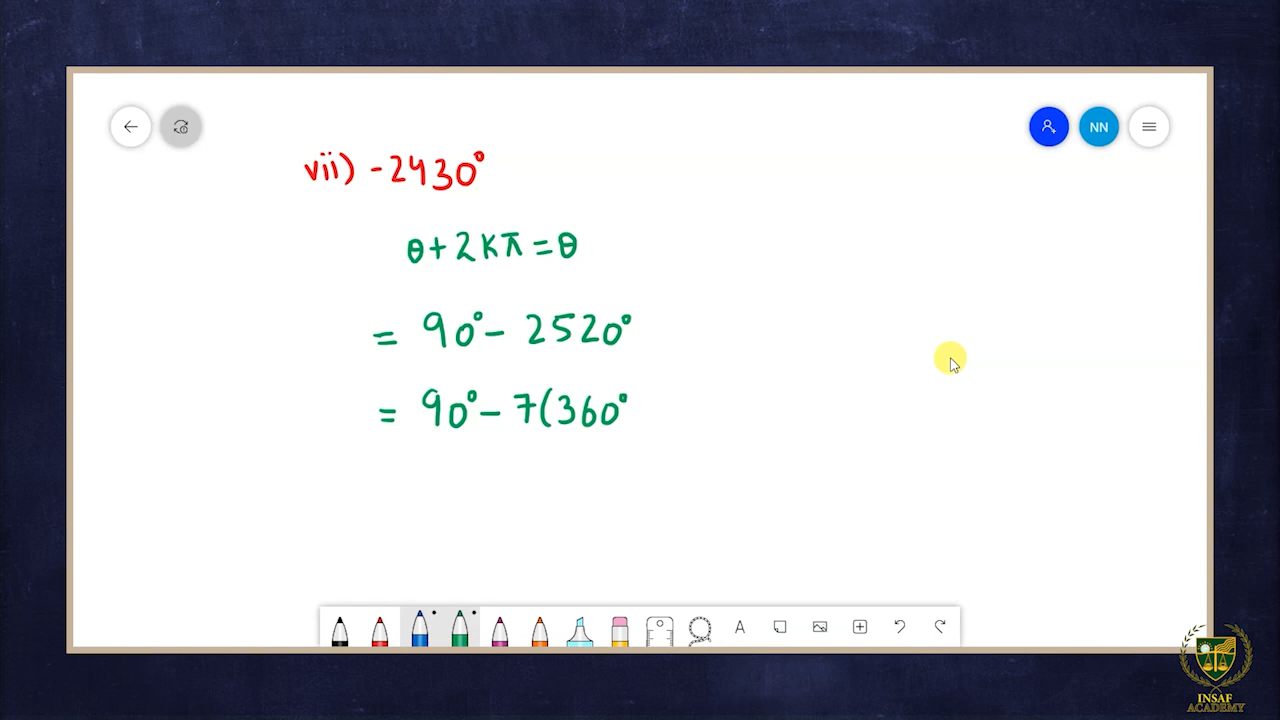 NN
vii) -2430°
θ+2kπ=θ
= 90°- 2520°
= 90°- 7(360°
A
INSAF
ACADEMY